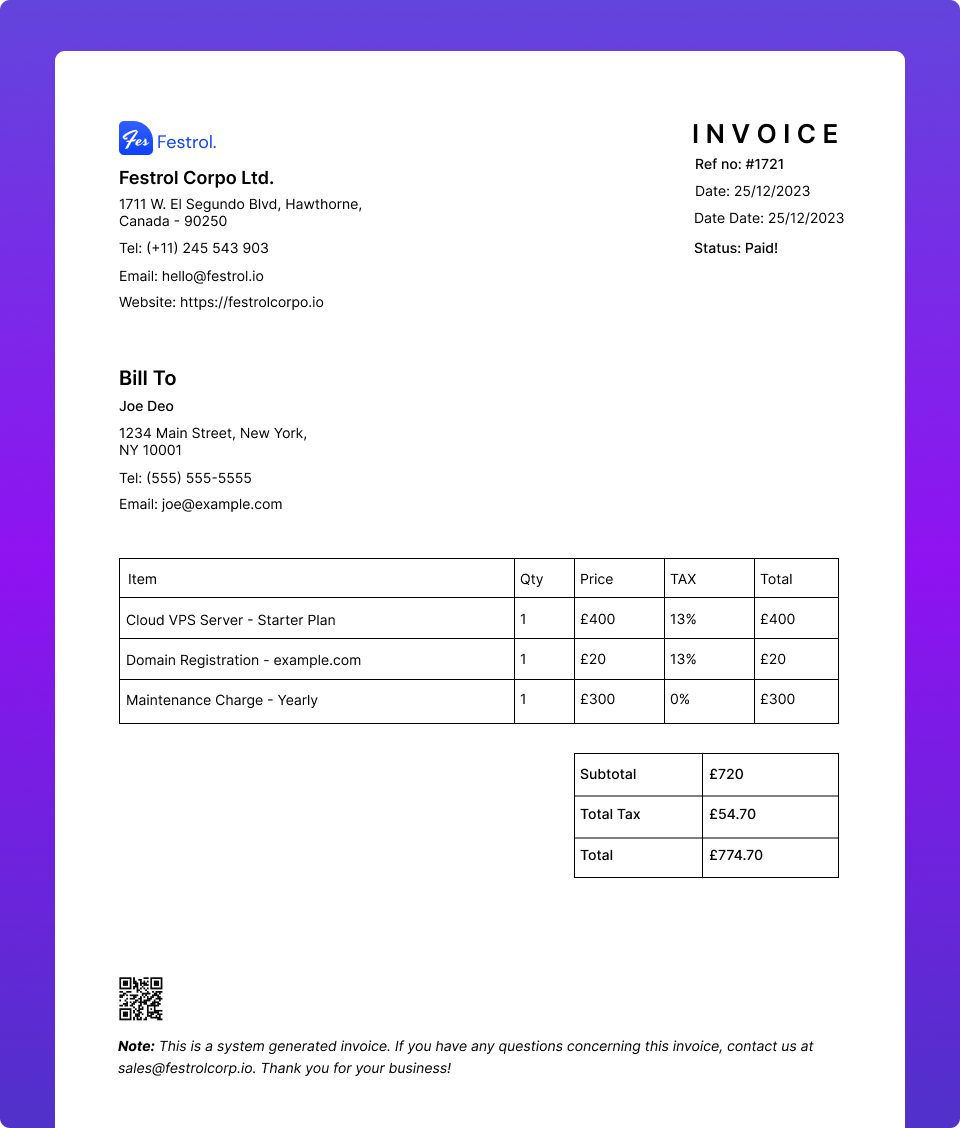 Fes Festrol.
INVOICE
Festrol Corpo Ltd.
Ref no: #1721
1711 W. El Segundo Blvd, Hawthorne,
Canada - 90250
Date: 25/12/2023
Date Date: 25/12/2023
Tel: (+11) 245 543 903
Status: Paid!
Email: hello@festrol.io
Website: https://festrolcorpo.io
Bill To
Joe Deo
1234 Main Street, New York,
NY 10001
Tel: (555) 555-5555
Email: joe@example.com
Item Qty Price TAX Total
Cloud VPS Server - Starter Plan 1 £400 13% £400
Domain Registration - example.com 1 £20 13% £20
Maintenance Charge - Yearly 1 £300 0% £300
Subtotal £720
Total Tax £54.70
Total £774.70
Note: This is a system generated invoice. If you have any questions concerning this invoice, contact us at
sales@festrolcorp.io. Thank you for your business!